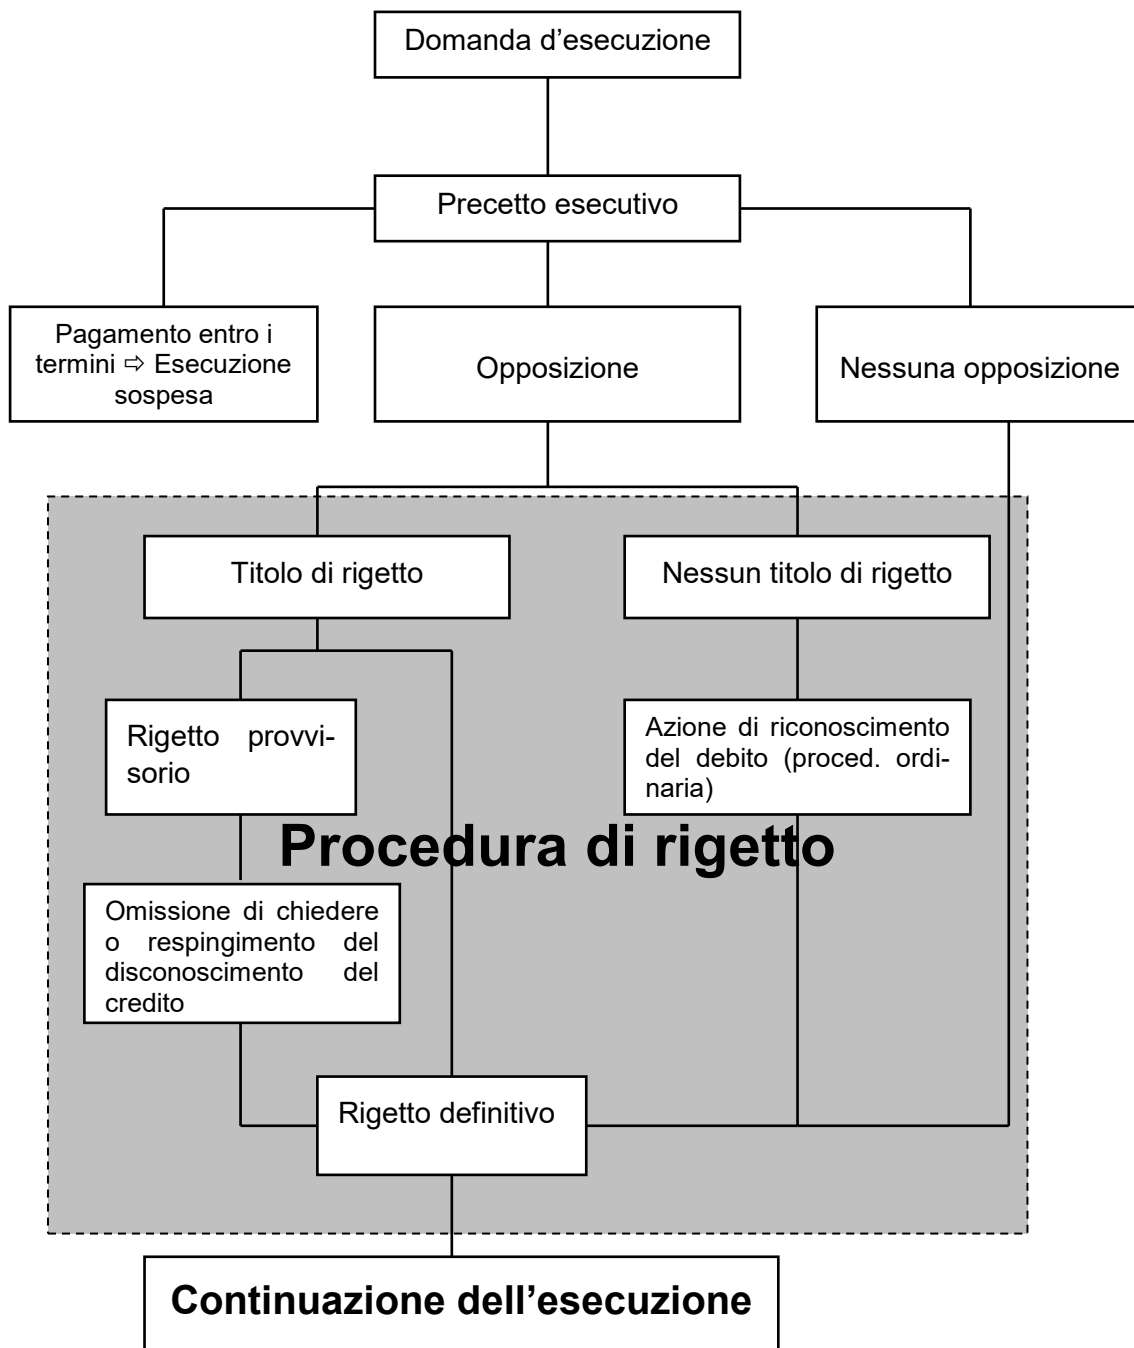 Domanda d’esecuzione
Precetto esecutivo
Pagamento entro i
termini ⇨ Esecuzione
sospesa
Opposizione
Nessuna opposizione
Titolo di rigetto
Nessun titolo di rigetto
Rigetto provvi-
sorio
Azione di riconoscimento
del debito (proced. ordi-
naria)
Procedura di rigetto
Omissione di chiedere
o respingimento del
disconoscimento del
credito
Rigetto definitivo
Continuazione dell’esecuzione